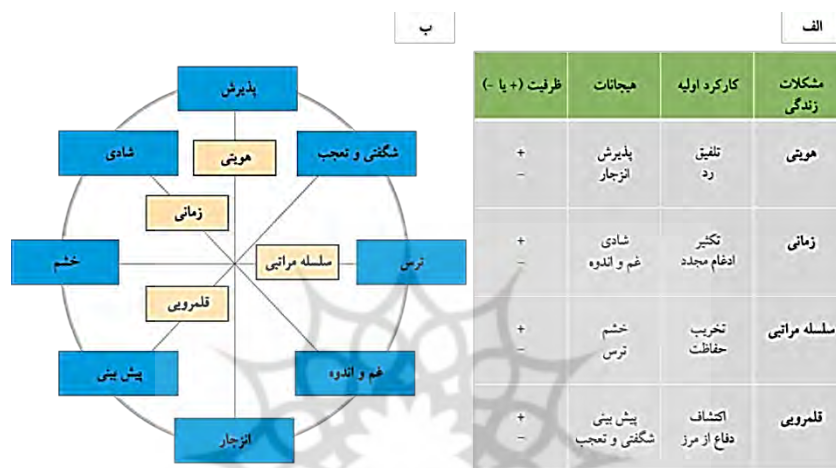 الف
مشکلات زندگی | کارکرد اولیه | هیجانات | ظرفیت (+ یا -)
هویتی | تلفیق | پذیرش | +
رد | انزجار | -
زمانی | تکثیر | شادی | +
ادغام مجدد | غم و اندوه | -
سلسله مراتبی | تخریب | خشم | +
حفاظت | ترس | -
قلمرویی | اکتشاف | پیش بینی | +
دفاع از مرز | شگفتی و تعجب | -
ب
پذیرش
شگفتی و تعجب
شادی
هویتی
زمانی
ترس
سلسله مراتبی
خشم
قلمرویی
غم و اندوه
پیش بینی
انزجار